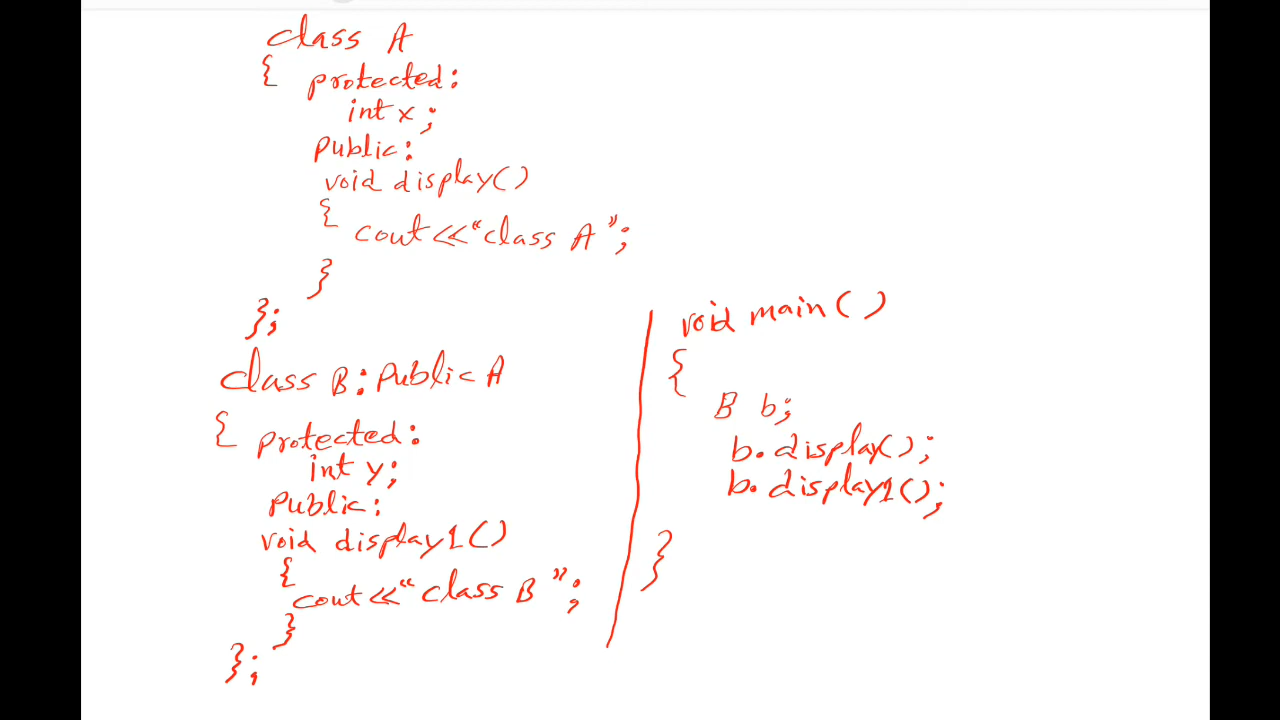 class A
{ protected:
int x ;
public:
void display()
{
cout<<"class A";
}
};
class B: public A
{ protected:
int y;
public:
void display1()
{
cout<<"class B";
}
};
void main()
{
B b;
b.display();
b.display1();
}